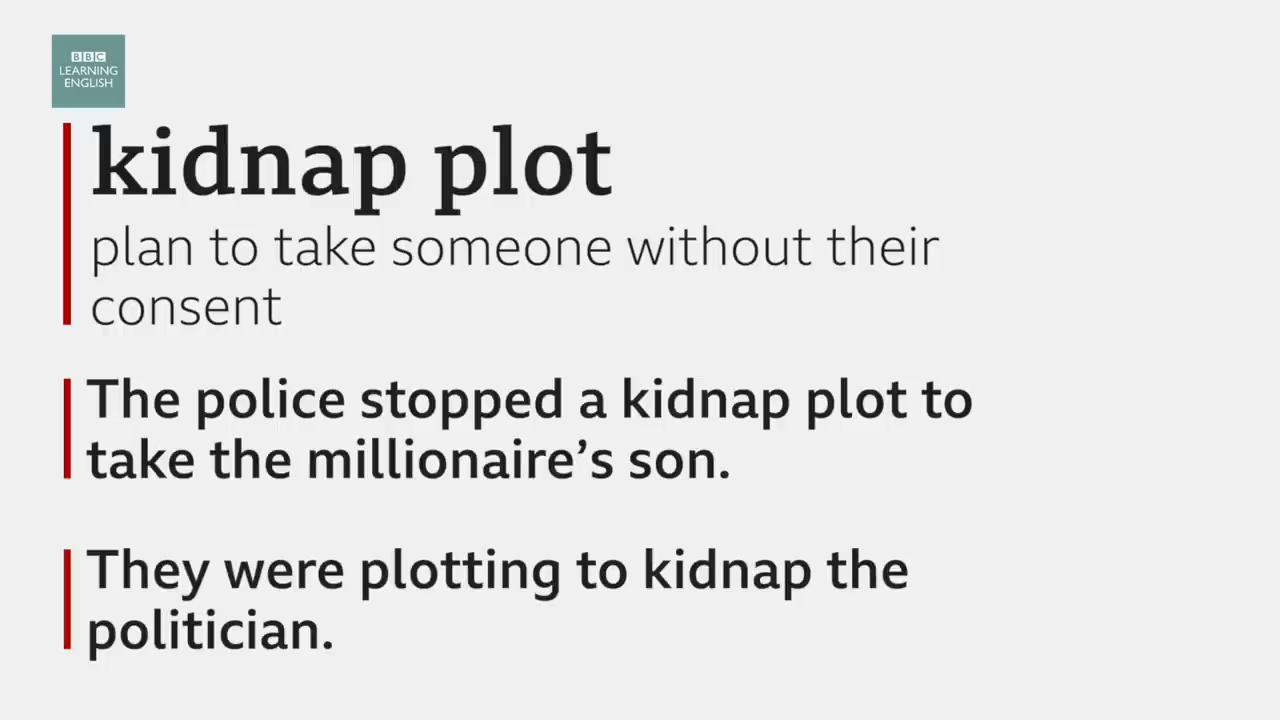 BBC
LEARNING
ENGLISH
kidnap plot
plan to take someone without their
consent
The police stopped a kidnap plot to
take the millionaire’s son.
They were plotting to kidnap the
politician.